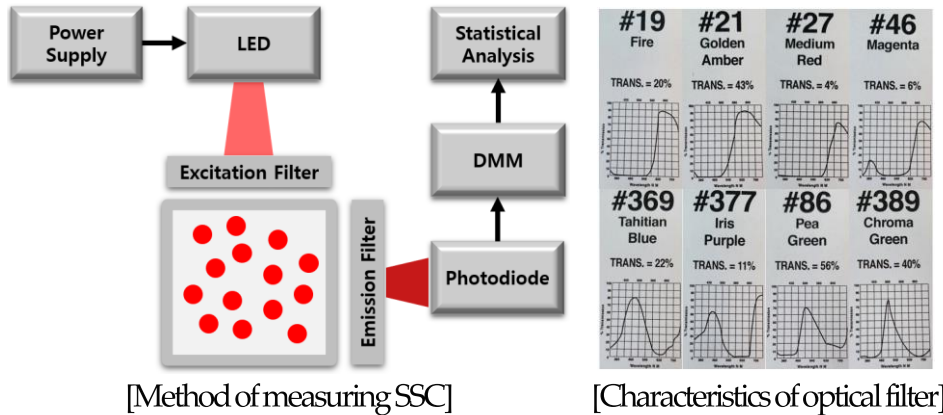 Power
Supply
LED
Statistical
Analysis
DMM
Excitation Filter
Emission Filter
Photodiode
[Method of measuring SSC]
#19
Fire
TRANS. = 20%
#21
Golden
Amber
TRANS. = 43%
#27
Medium
Red
TRANS. = 4%
#46
Magenta
TRANS. = 6%
#369
Tahitian
Blue
TRANS. = 22%
#377
Iris
Purple
TRANS. = 11%
#86
Pea
Green
TRANS. = 56%
#389
Chroma
Green
TRANS. = 40%
[Characteristics of optical filter]